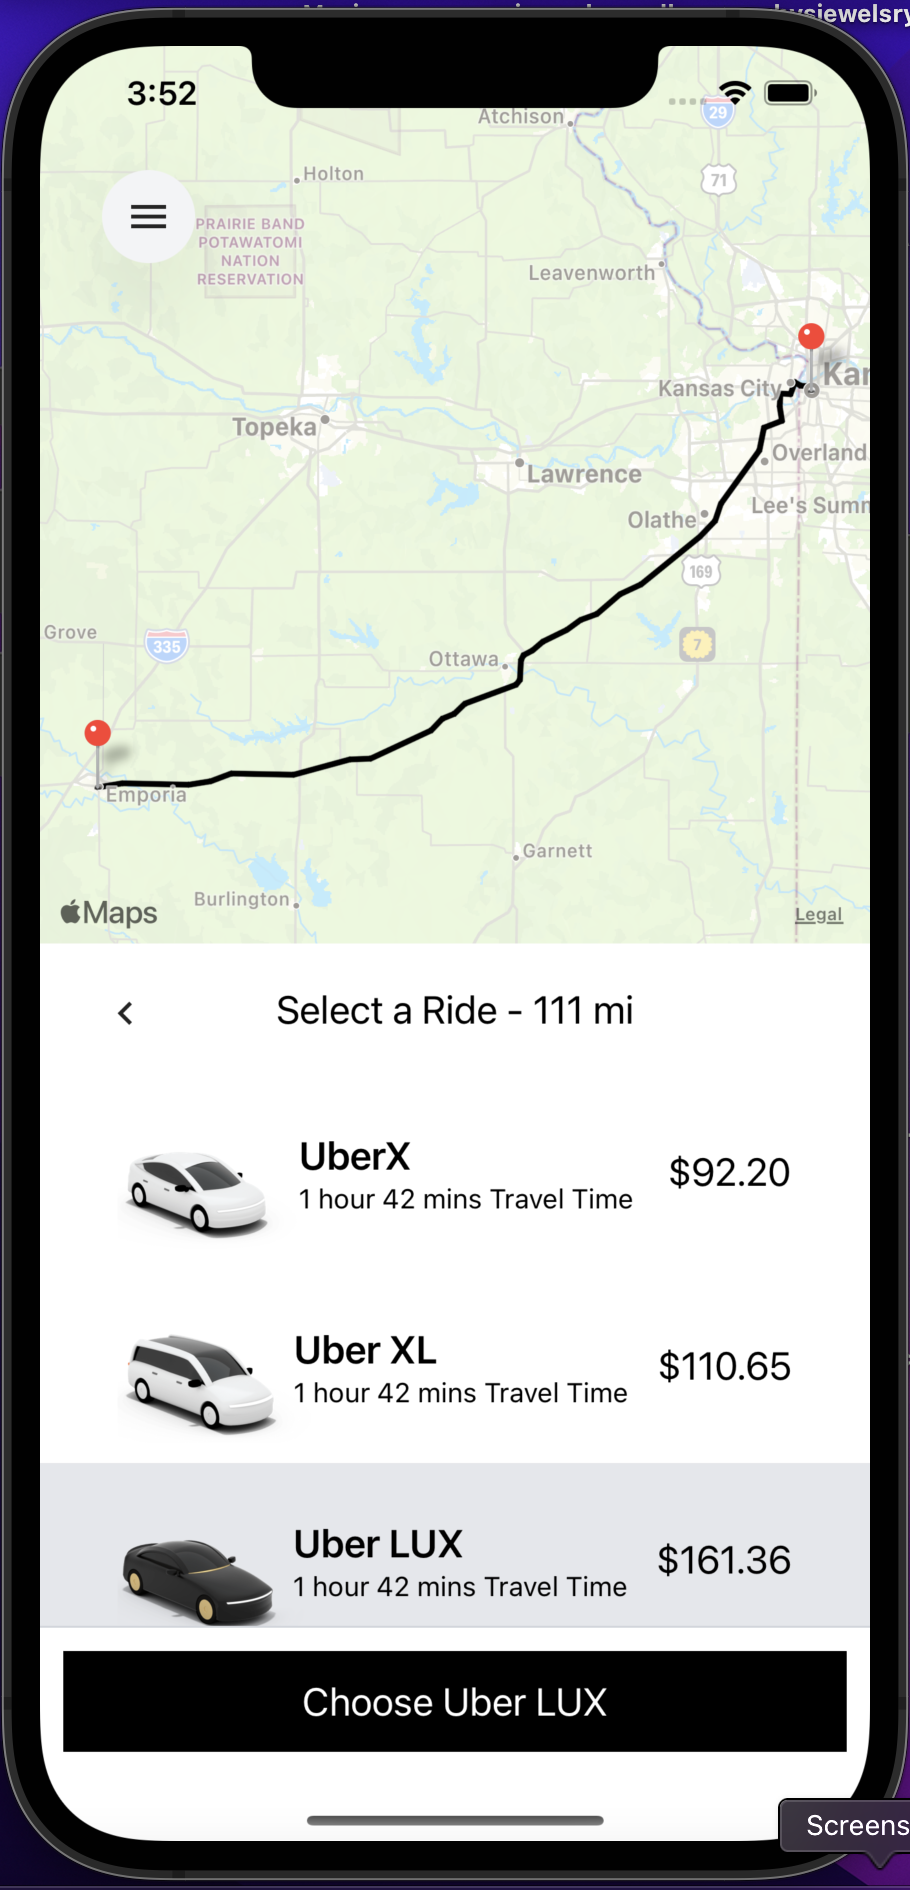 3:52
Atchison
29
Holton
71
PRAIRIE BAND
POTAWATOMI
NATION
RESERVATION
Leavenworth
Kansas City
Topeka
Overland
Lawrence
Lee's Sumn
Olathe
169
Grove
335
7
Ottawa
Emporia
Garnett
Burlington
Maps
Legal
Select a Ride - 111 mi
UberX
$92.20
1 hour 42 mins Travel Time
Uber XL
$110.65
1 hour 42 mins Travel Time
Uber LUX
$161.36
1 hour 42 mins Travel Time
Choose Uber LUX
Screens